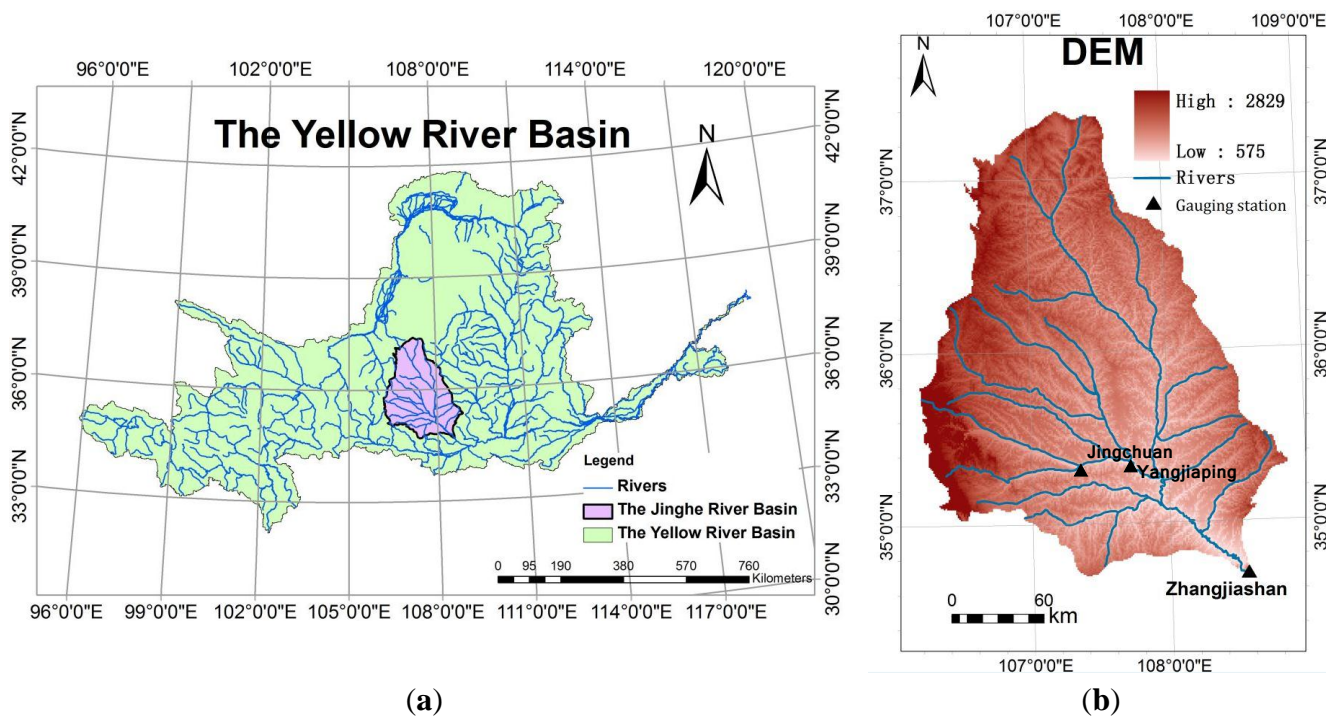 96°0'0"E 102°0'0"E 108°0'0"E 114°0'0"E 120°0'0"E
The Yellow River Basin
N
42°0'0"N
39°0'0"N
36°0'0"N
33°0'0"N
42°0'0"N
39°0'0"N
36°0'0"N
33°0'0"N
30°0'0"N
Legend
Rivers
The Jinghe River Basin
The Yellow River Basin
0 95 190 380 570 760
Kilometers
96°0'0"E 99°0'0"E 102°0'0"E 105°0'0"E 108°0'0"E 111°0'0"E 114°0'0"E 117°0'0"E
(a)
107°0'0"E 108°0'0"E 109°0'0"E
N
DEM
High : 2829
Low : 575
Rivers
Gauging station
37°0'0"N
36°0'0"N
35°0'0"N
37°0'0"N
36°0'0"N
35°0'0"N
Jingchuan
Yangjiaping
Zhangjiashan
0 60
km
107°0'0"E 108°0'0"E
(b)